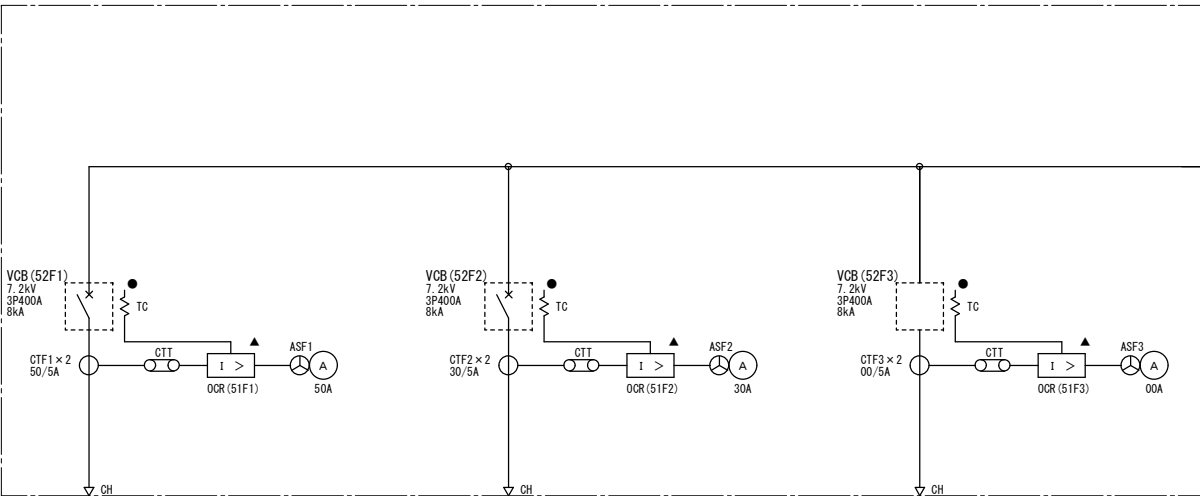 VCB(52F1)
7.2kV
3P400A
8kA
TC
CTF1×2
50/5A
CTT
I >
OCR(51F1)
ASF1
A
50A
CH
VCB(52F2)
7.2kV
3P400A
8kA
TC
CTF2×2
30/5A
CTT
I >
OCR(51F2)
ASF2
A
30A
CH
VCB(52F3)
7.2kV
3P400A
8kA
TC
CTF3×2
00/5A
CTT
I >
OCR(51F3)
ASF3
A
00A
CH